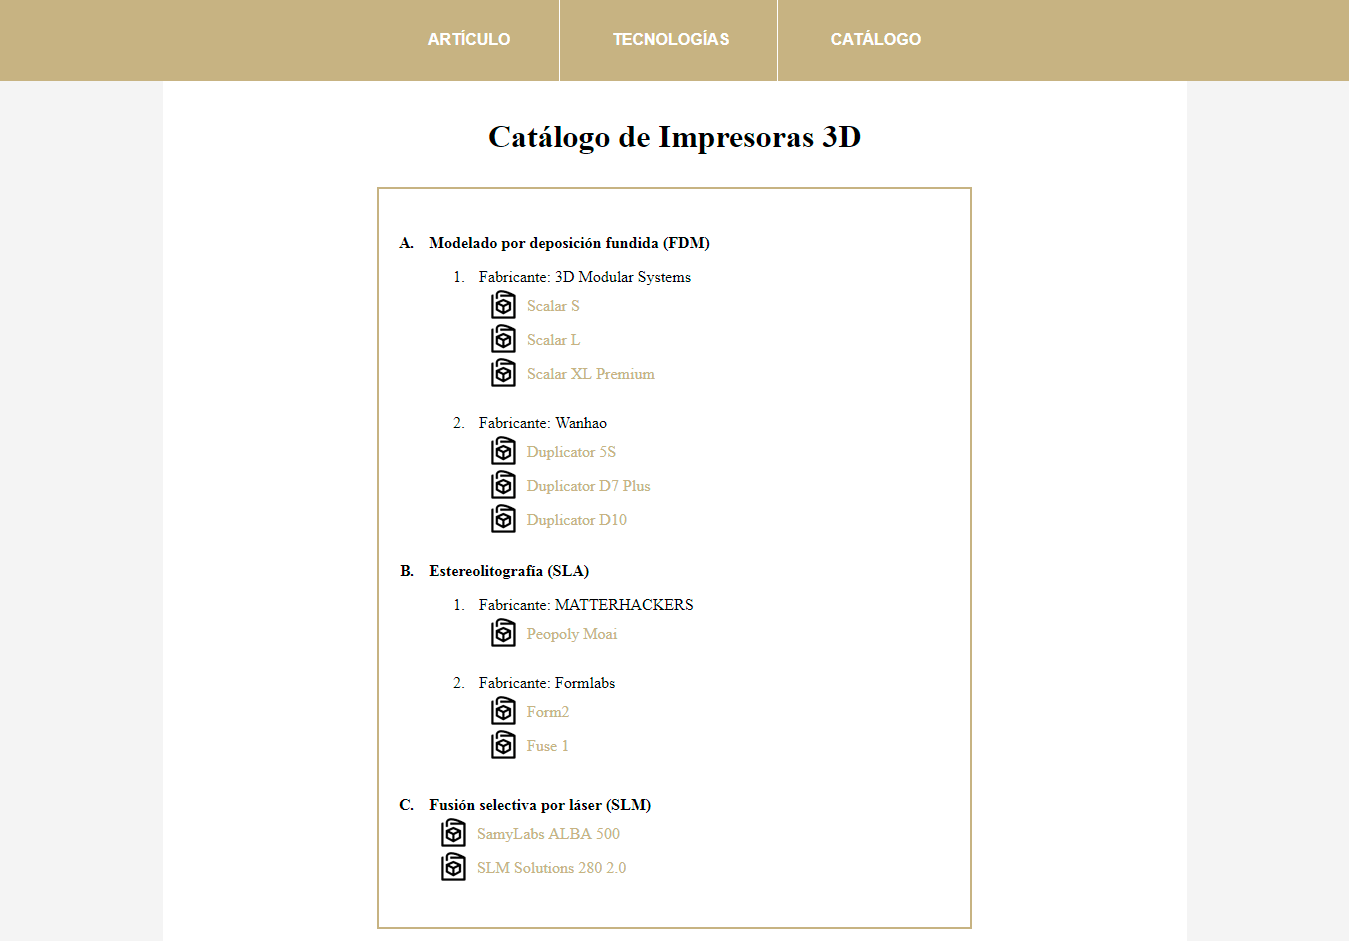 ARTÍCULO TECNOLOGÍAS CATÁLOGO
Catálogo de Impresoras 3D
A. Modelado por deposición fundida (FDM)
1. Fabricante: 3D Modular Systems
Scalar S
Scalar L
Scalar XL Premium
2. Fabricante: Wanhao
Duplicator 5S
Duplicator D7 Plus
Duplicator D10
B. Estereolitografía (SLA)
1. Fabricante: MATTERHACKERS
Peopoly Moai
2. Fabricante: Formlabs
Form2
Fuse 1
C. Fusión selectiva por láser (SLM)
SamyLabs ALBA 500
SLM Solutions 280 2.0